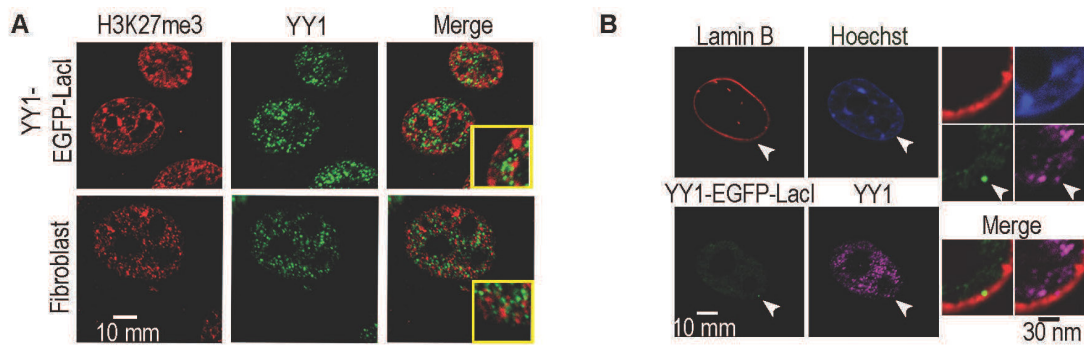 A
H3K27me3 YY1 Merge
YY1-
EGFP-LacI
Fibroblast
10 mm
B
Lamin B Hoechst
YY1-EGFP-LacI YY1
Merge
10 mm
30 nm